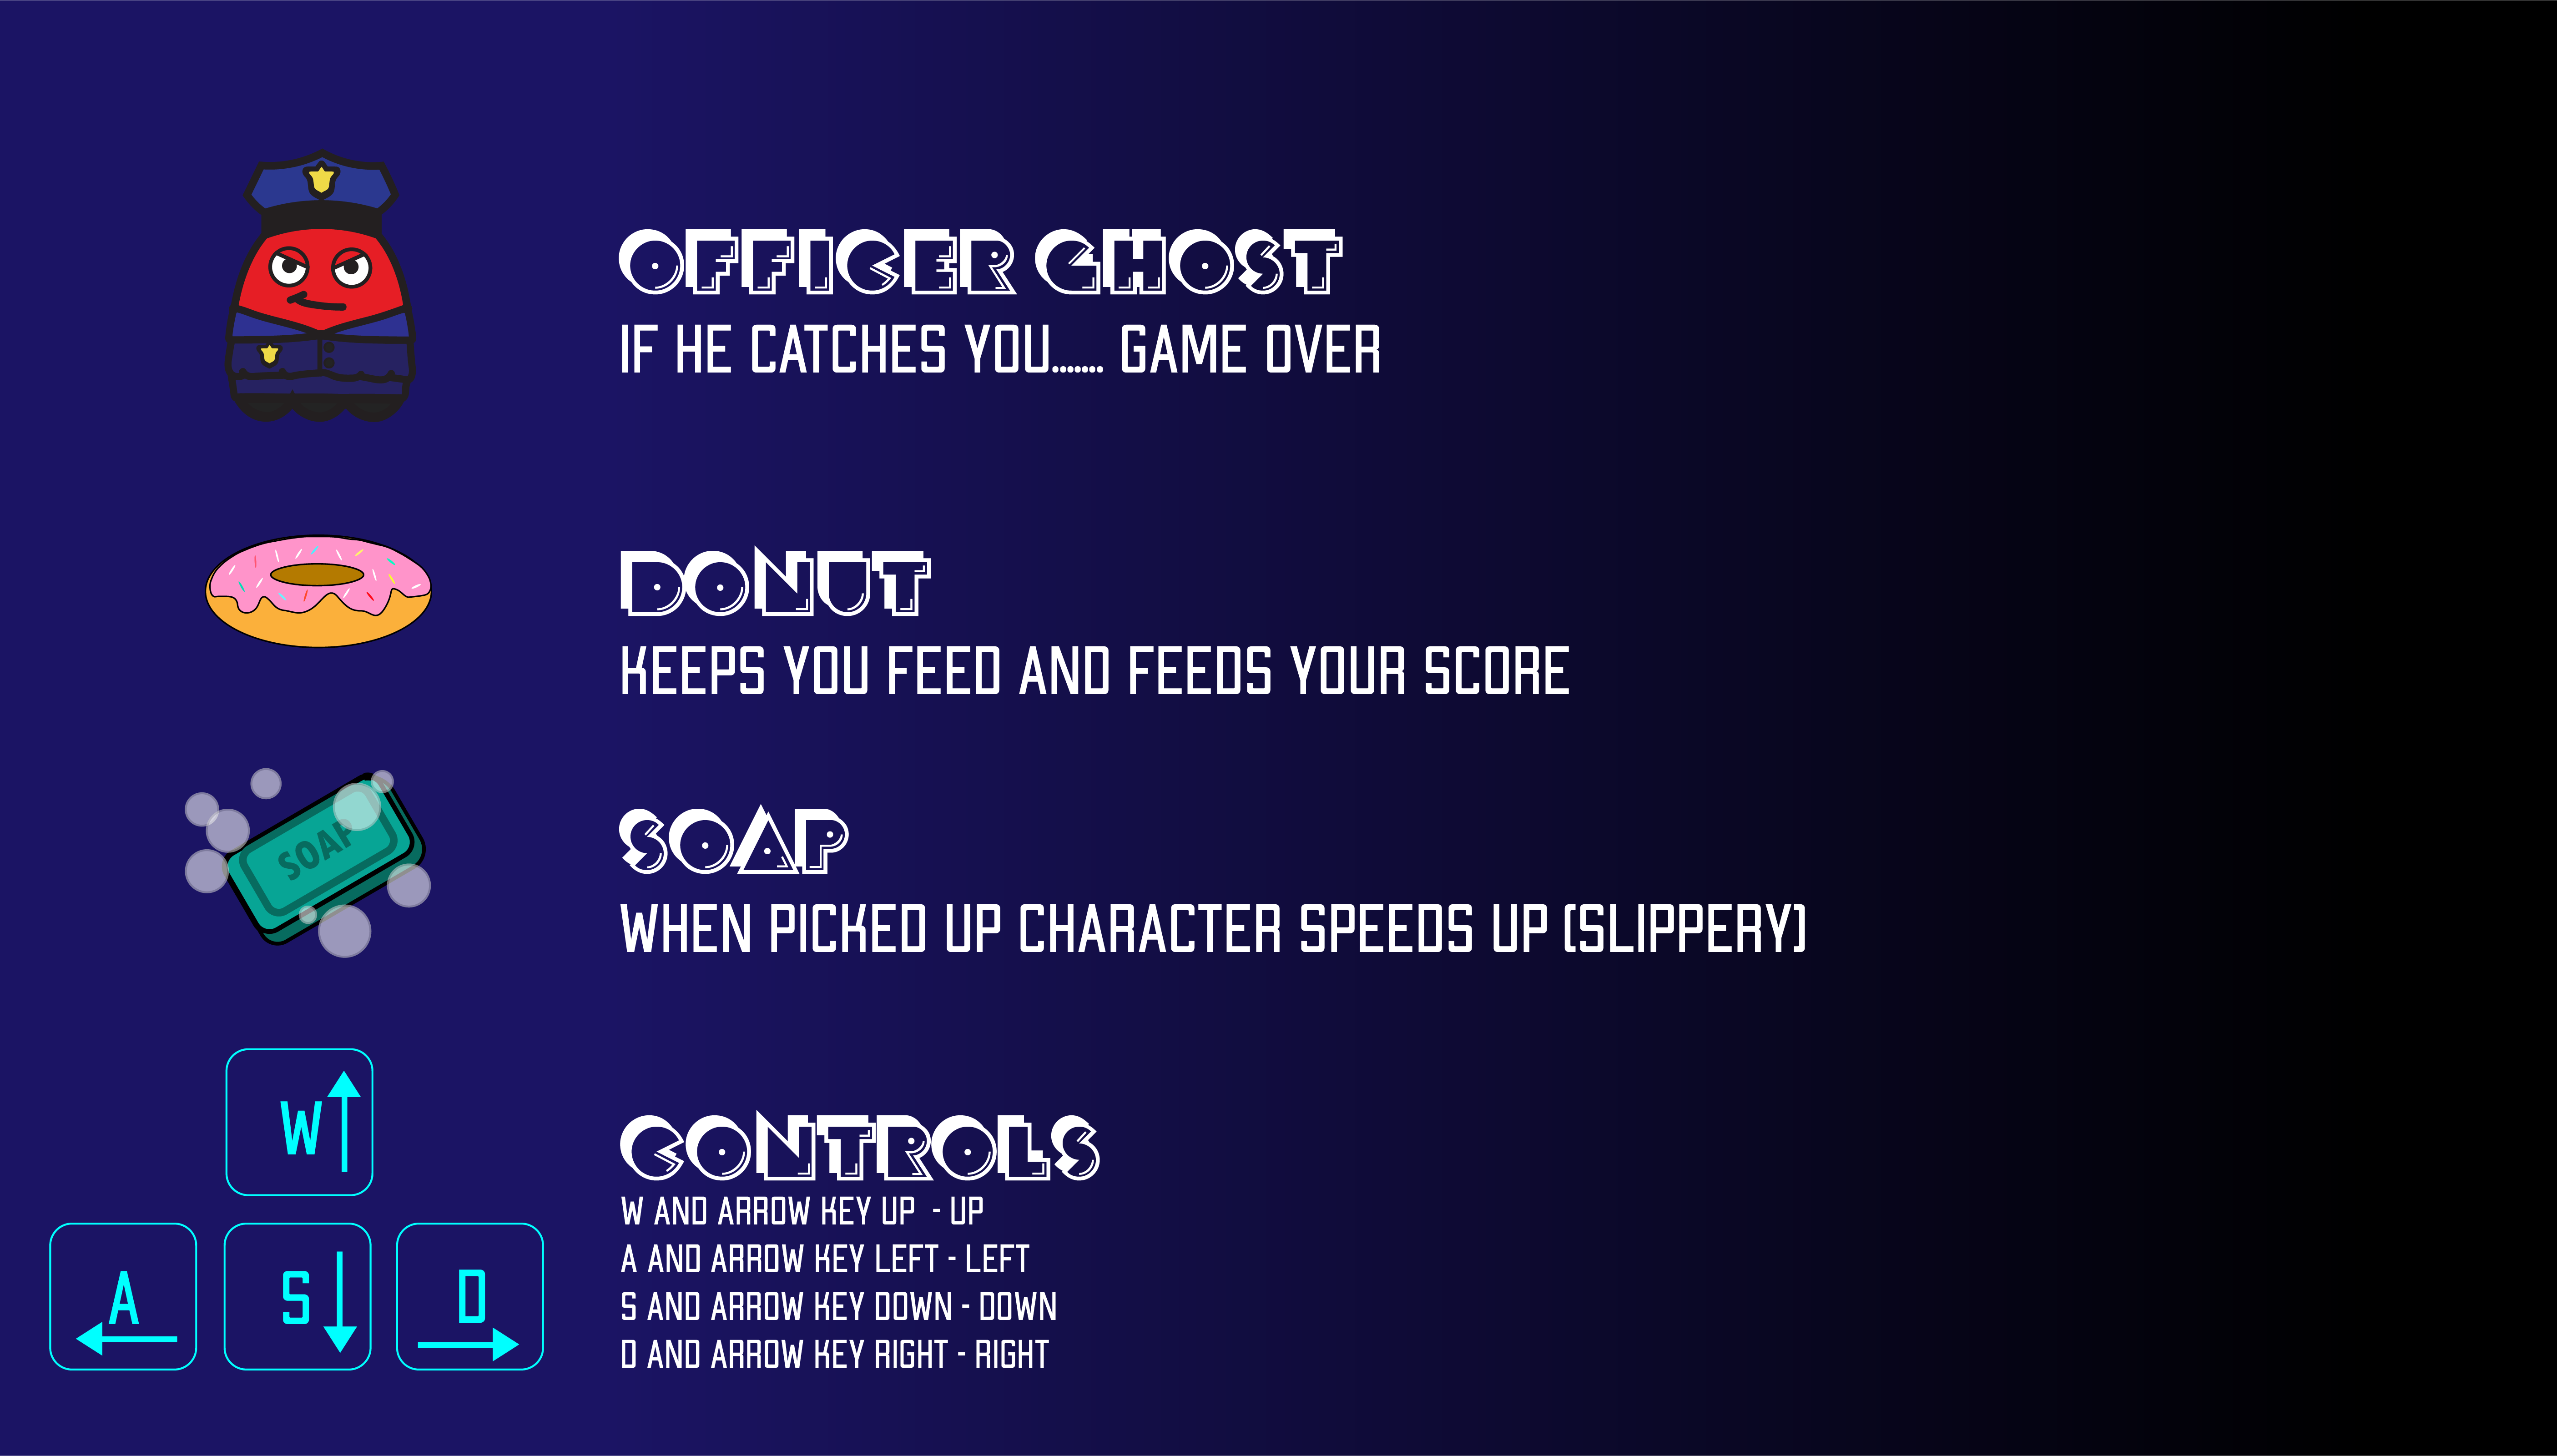 OFFICER GHOST
IF HE CATCHES YOU....... GAME OVER
DONUT
KEEPS YOU FEED AND FEEDS YOUR SCORE
SOAP
SOAP
WHEN PICKED UP CHARACTER SPEEDS UP (SLIPPERY)
W
A
S
D
CONTROLS
W AND ARROW KEY UP - UP
A AND ARROW KEY LEFT - LEFT
S AND ARROW KEY DOWN - DOWN
D AND ARROW KEY RIGHT - RIGHT